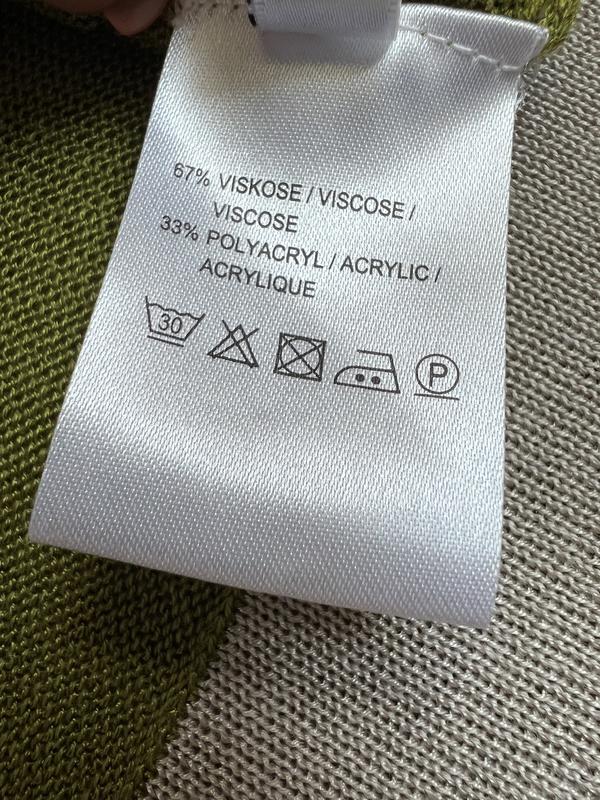 67% VISKOSE / VISCOSE /
VISCOSE
33% POLYACRYL / ACRYLIC /
ACRYLIQUE
30
P